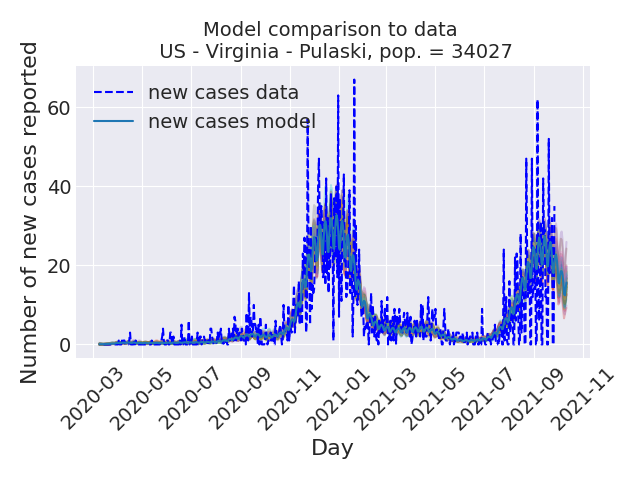 Model comparison to data
US - Virginia - Pulaski, pop. = 34027
Number of new cases reported
new cases data
new cases model
60
40
20
0
2020-03
2020-05
2020-07
2020-09
2020-11
2021-01
2021-03
2021-05
2021-07
2021-09
2021-11
Day